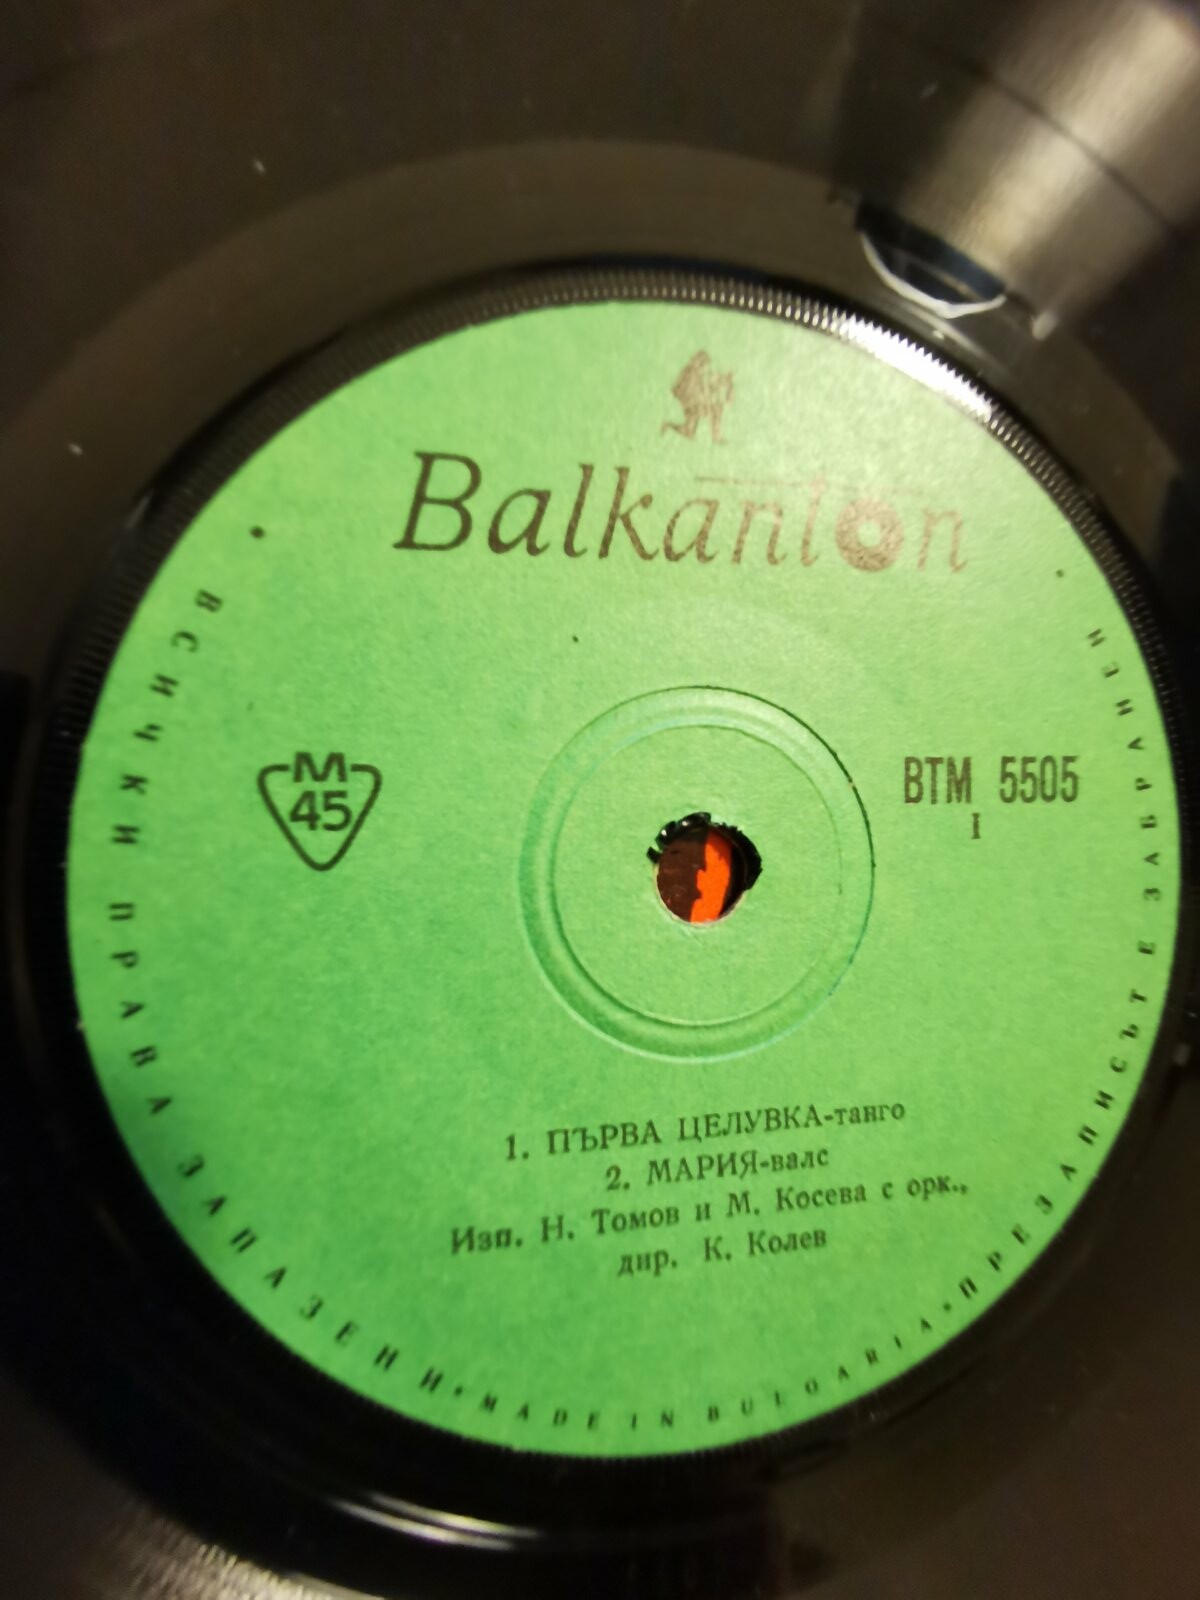 Balkanton
M
45
ВТМ 5505
I
1. ПЪРВА ЦЕЛУВКА-танго
2. МАРИЯ-валс
Изп. Н. Томов и М. Косева с орк.,
дир. К. Колев
• ВСИЧКИ ПРАВА ЗАПАЗЕНИ • MADE IN BULGARIA • ПРЕЗАПИСЪТ Е ЗАБРАНЕН •